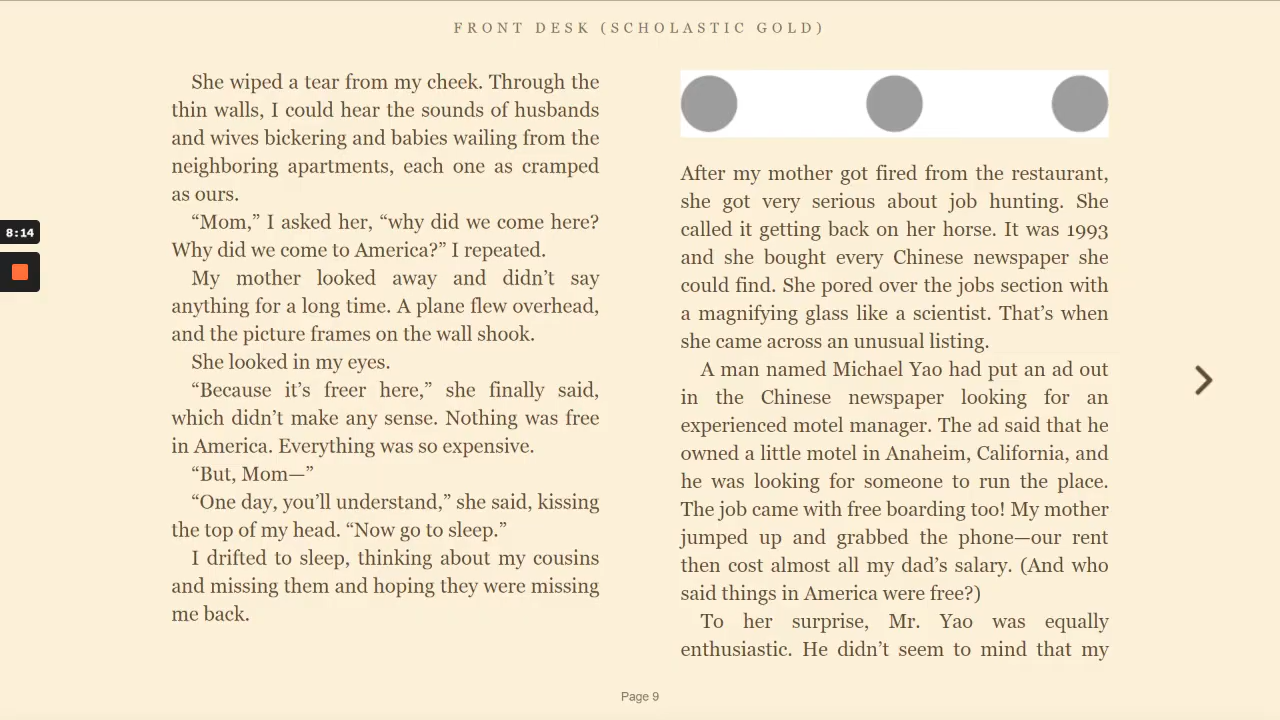 FRONT DESK (SCHOLASTIC GOLD)
She wiped a tear from my cheek. Through the
thin walls, I could hear the sounds of husbands
and wives bickering and babies wailing from the
neighboring apartments, each one as cramped
as ours.
“Mom,” I asked her, “why did we come here?
Why did we come to America?” I repeated.
My mother looked away and didn’t say
anything for a long time. A plane flew overhead,
and the picture frames on the wall shook.
She looked in my eyes.
“Because it’s freer here,” she finally said,
which didn’t make any sense. Nothing was free
in America. Everything was so expensive.
“But, Mom—”
“One day, you’ll understand,” she said, kissing
the top of my head. “Now go to sleep.”
I drifted to sleep, thinking about my cousins
and missing them and hoping they were missing
me back.
After my mother got fired from the restaurant,
she got very serious about job hunting. She
called it getting back on her horse. It was 1993
and she bought every Chinese newspaper she
could find. She pored over the jobs section with
a magnifying glass like a scientist. That’s when
she came across an unusual listing.
A man named Michael Yao had put an ad out
in the Chinese newspaper looking for an
experienced motel manager. The ad said that he
owned a little motel in Anaheim, California, and
he was looking for someone to run the place.
The job came with free boarding too! My mother
jumped up and grabbed the phone—our rent
then cost almost all my dad’s salary. (And who
said things in America were free?)
To her surprise, Mr. Yao was equally
enthusiastic. He didn’t seem to mind that my
8:14
Page 9